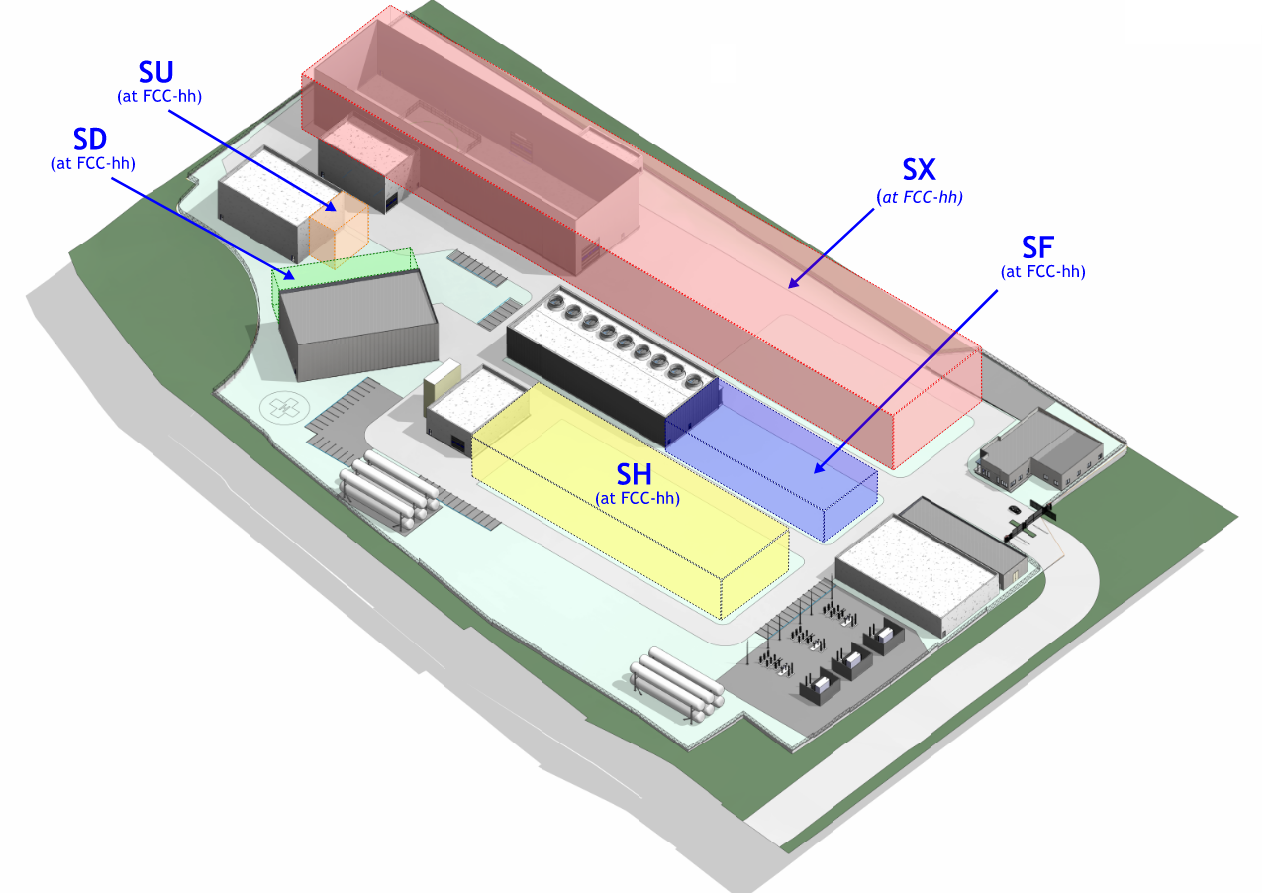 SU
(at FCC-hh)
SD
(at FCC-hh)
SX
(at FCC-hh)
SF
(at FCC-hh)
SH
(at FCC-hh)